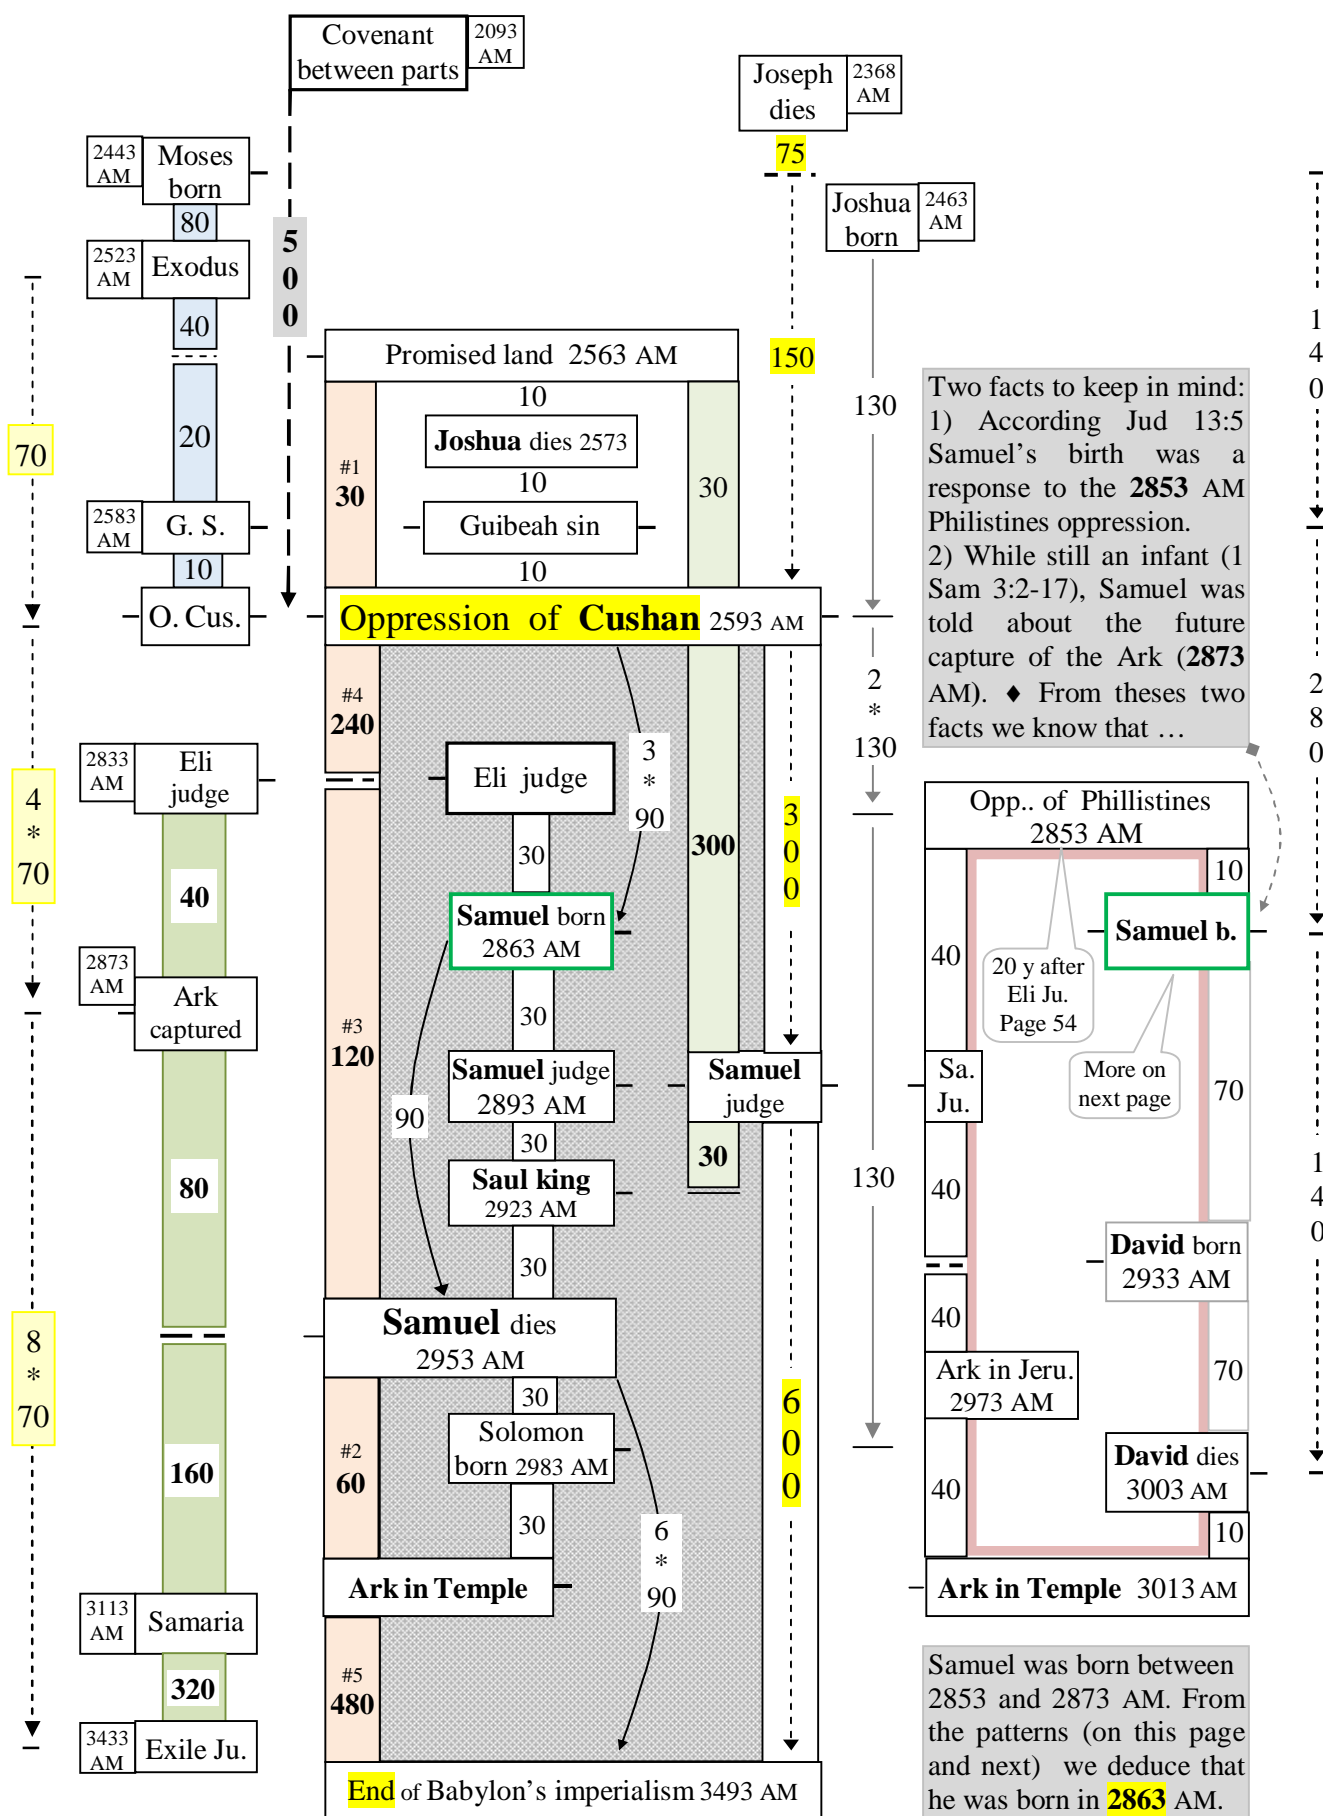 Covenant
between parts
2093
AM
Joseph
dies
2368
AM
75
2443
AM
Moses
born
80
2523
AM
Exodus
40
20
2583
AM
G. S.
10
O. Cus.
70
5
0
0
Joshua
born
2463
AM
150
130
1
4
0
Promised land 2563 AM
10
Joshua dies 2573
10
Guibeah sin
10
#1
30
30
Oppression of Cushan 2593 AM
Two facts to keep in mind:
1) According Jud 13:5
Samuel’s birth was a
response to the 2853 AM
Philistines oppression.
2) While still an infant (1
Sam 3:2-17), Samuel was
told about the future
capture of the Ark (2873
AM). ♦ From theses two
facts we know that …
2
*
130
2
8
0
#4
240
3
*
90
2833
AM
Eli
judge
4
*
70
40
2873
AM
Ark
captured
Eli judge
30
Samuel born
2863 AM
30
300
3
0
0
#3
120
90
Samuel judge
2893 AM
Samuel
judge
30
Saul king
2923 AM
30
30
80
8
*
70
160
Samuel dies
2953 AM
30
Solomon
born 2983 AM
30
#2
60
6
*
90
6
0
0
130
Ark in Temple
3113
AM
Samaria
320
3433
AM
Exile Ju.
#5
480
End of Babylon’s imperialism 3493 AM
Opp.. of Phillistines
2853 AM
10
Samuel b.
40
20 y after
Eli Ju.
Page 54
More on
next page
Sa.
Ju.
70
40
David born
2933 AM
40
Ark in Jeru.
2973 AM
70
40
David dies
3003 AM
10
Ark in Temple 3013 AM
1
4
0
Samuel was born between
2853 and 2873 AM. From
the patterns (on this page
and next) we deduce that
he was born in 2863 AM.